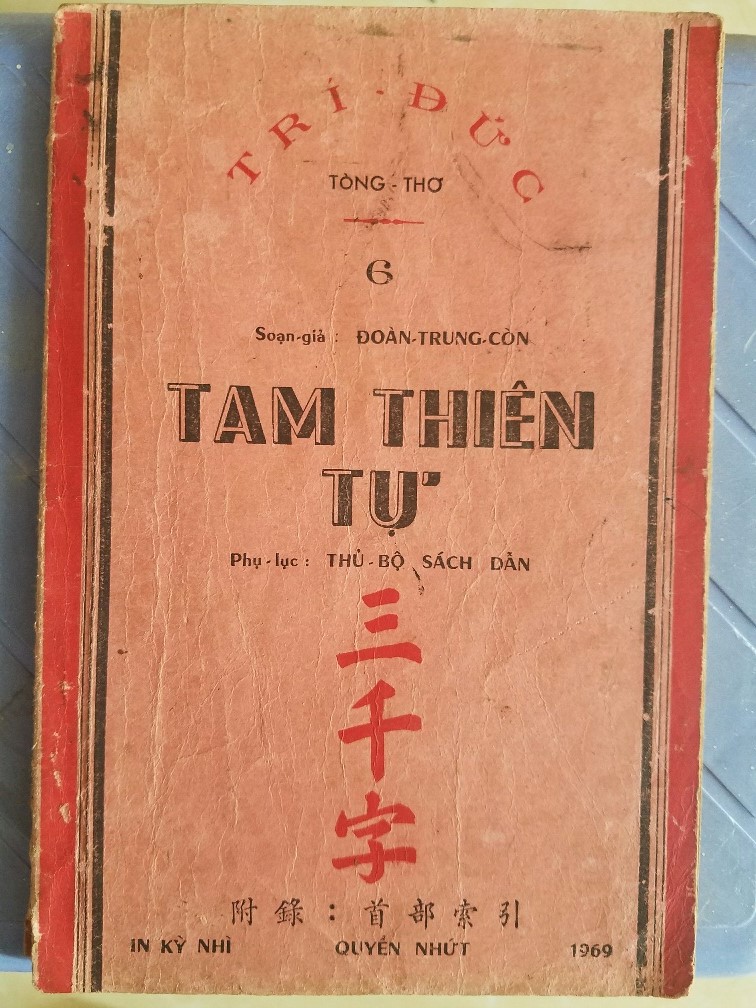 TRÍ-ĐỨC
TÒNG-THƠ
6
Soạn-giả : ĐOÀN-TRUNG-CÒN
TAM THIÊN
TỰ
Phụ-lục : THỦ-BỘ SÁCH DẪN
三
千
字
附錄：首部索引
IN KỲ NHÌ QUYỂN NHỨT 1969